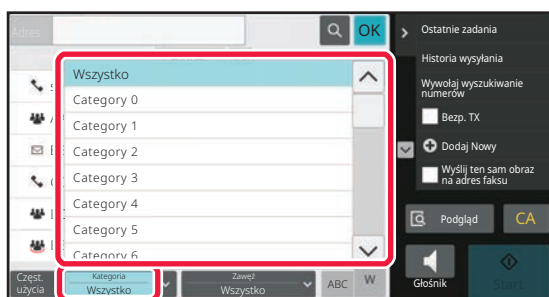 Adres
OK
Wszystko
Category 0
Category 1
Category 2
Category 3
Category 4
Category 5
Category 6
Częst.
użycia
Kategoria
Wszystko
Zawęź
Wszystko
ABC
W
Ostatnie zadania
Historia wysyłania
Wywołaj wyszukiwanie
numerów
Bezp. TX
Dodaj Nowy
Wyślij ten sam obraz
na adres faksu
Podgląd
CA
Głośnik
Start